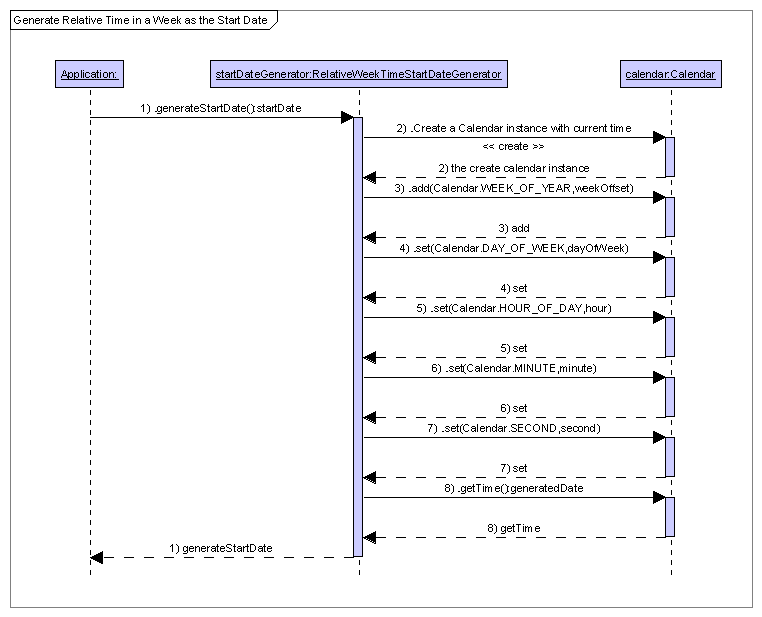 Generate Relative Time in a Week as the Start Date
Application:
startDateGenerator:RelativeWeekTimeStartDateGenerator
calendar:Calendar
1) .generateStartDate():startDate
2) .Create a Calendar instance with current time
<< create >>
2) the create calendar instance
3) .add(Calendar.WEEK_OF_YEAR,weekOffset)
3) add
4) .set(Calendar.DAY_OF_WEEK,dayOfWeek)
4) set
5) .set(Calendar.HOUR_OF_DAY,hour)
5) set
6) .set(Calendar.MINUTE,minute)
6) set
7) .set(Calendar.SECOND,second)
7) set
8) .getTime():generatedDate
8) getTime
1) generateStartDate